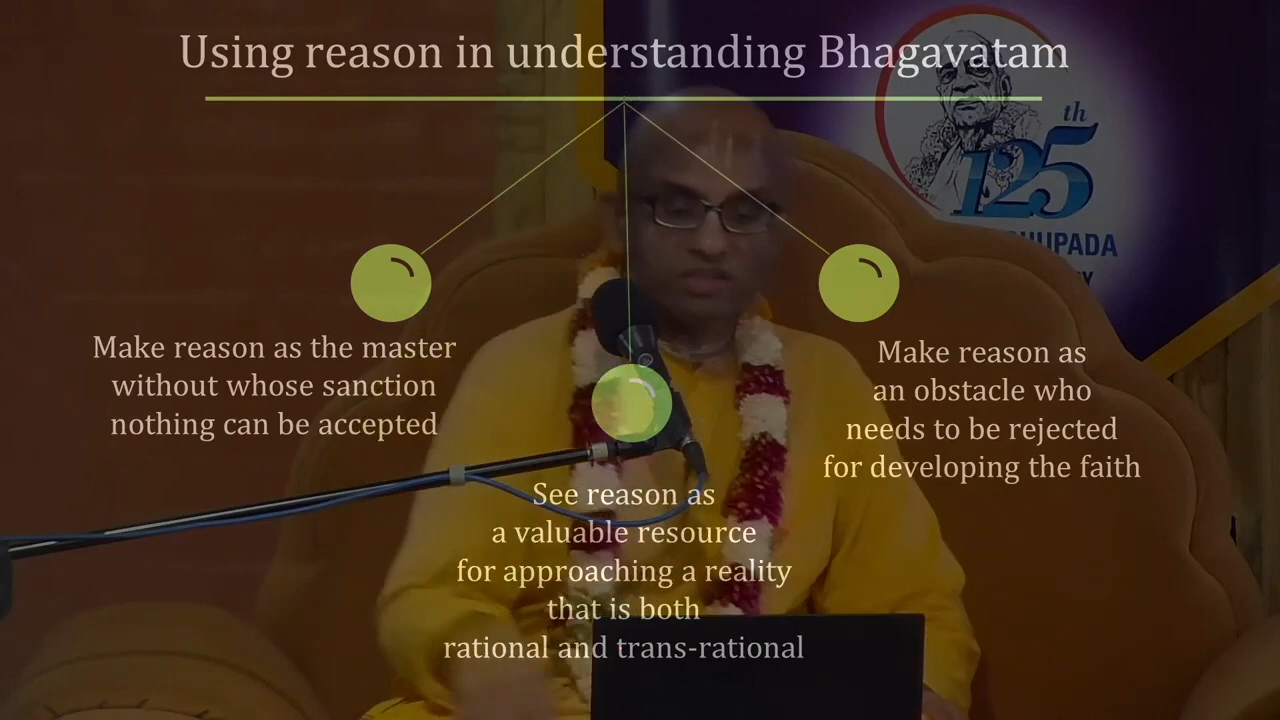 Using reason in understanding Bhagavatam
th
125
Make reason as the master
without whose sanction
nothing can be accepted
Make reason as
an obstacle who
needs to be rejected
for developing the faith
See reason as
a valuable resource
for approaching a reality
that is both
rational and trans-rational